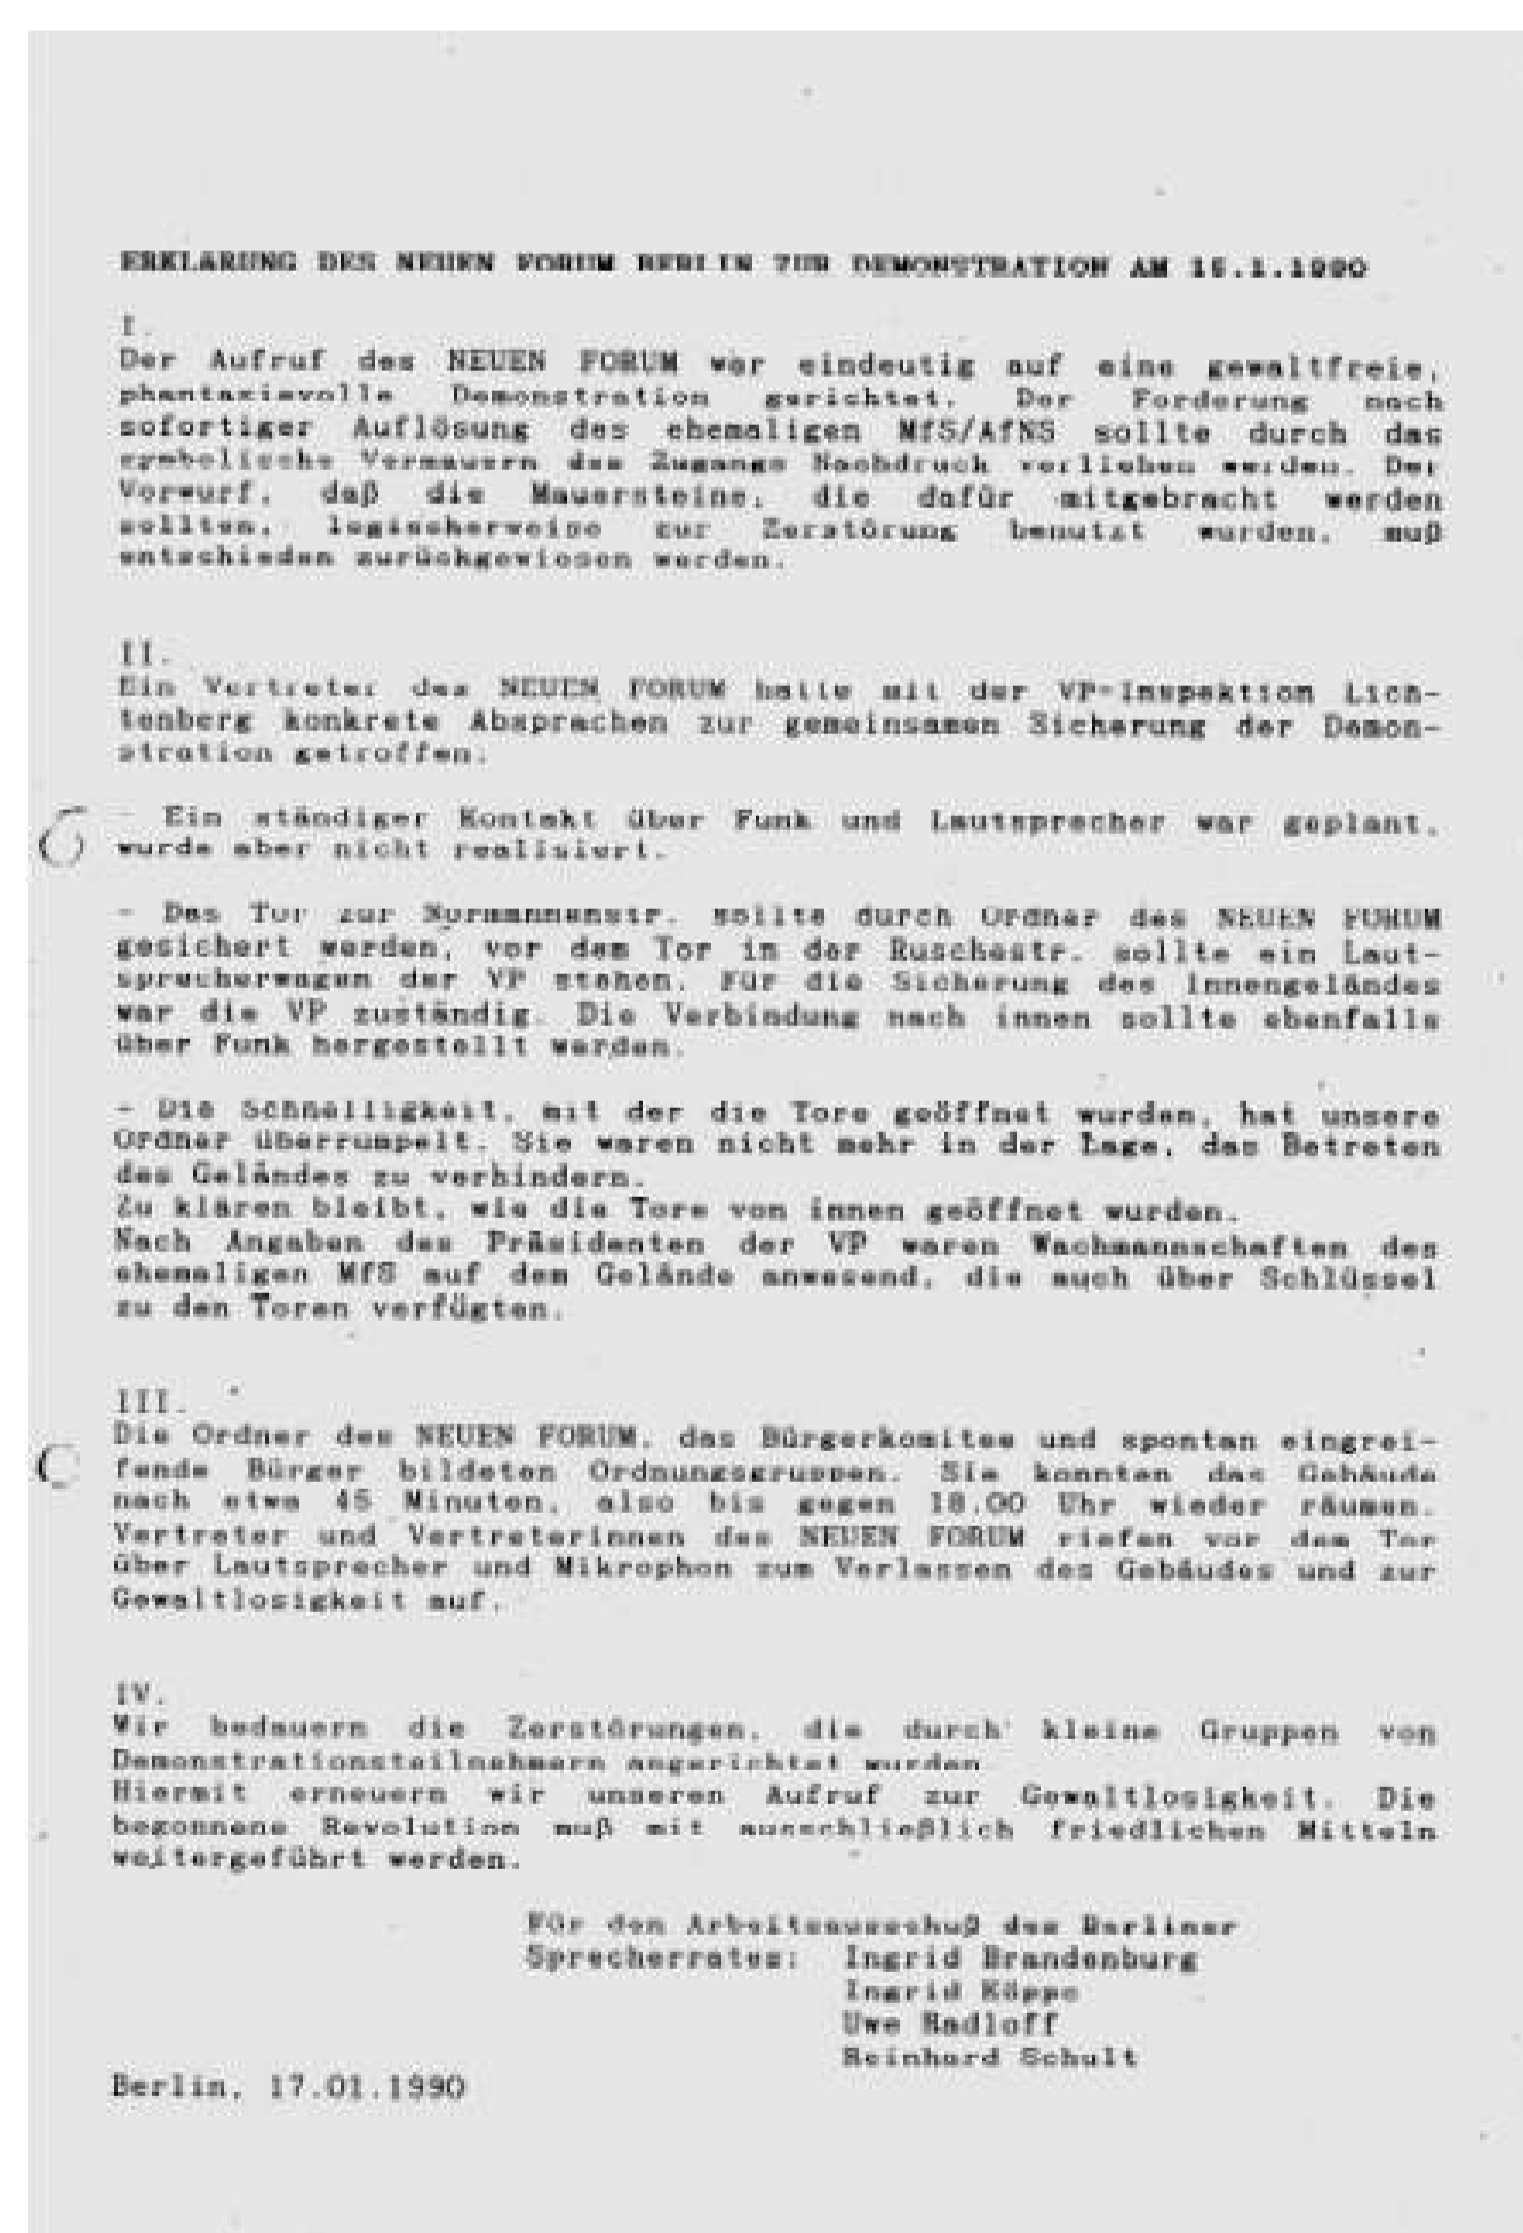 ERKLÄRUNG DES NEUEN FORUM BERLIN ZUR DEMONSTRATION AM 15.1.1990
I.
Der Aufruf des NEUEN FORUM war eindeutig auf eine gewaltfreie,
phantasievolle Demonstration gerichtet. Der Forderung nach
sofortiger Auflösung des ehemaligen MfS/AfNS sollte durch das
symbolische Vermauern des Zugangs Nachdruck verliehen werden. Der
Vorwurf, daß die Mauersteine, die dafür mitgebracht werden
sollten, logischerweise zur Zerstörung benutzt wurden, muß
entschieden zurückgewiesen werden.
II.
Ein Vertreter des NEUEN FORUM hatte mit der VP-Inspektion Lich-
tenberg konkrete Absprachen zur gemeinsamen Sicherung der Demon-
stration getroffen.
- Ein ständiger Kontakt über Funk und Lautsprecher war geplant,
wurde aber nicht realisiert.
- Das Tor zur Normannenstr. sollte durch Ordner des NEUEN FORUM
gesichert werden, vor dem Tor in der Ruschestr. sollte ein Laut-
sprecherwagen der VP stehen. Für die Sicherung des Innengeländes
war die VP zuständig. Die Verbindung nach innen sollte ebenfalls
über Funk hergestellt werden.
- Die Schnelligkeit, mit der die Tore geöffnet wurden, hat unsere
Ordner überrumpelt. Sie waren nicht mehr in der Lage, das Betreten
des Geländes zu verhindern.
Zu klären bleibt, wie die Tore von innen geöffnet wurden.
Nach Angaben des Präsidenten der VP waren Wachmannschaften des
ehemaligen MfS auf dem Gelände anwesend, die auch über Schlüssel
zu den Toren verfügten.
III.
Die Ordner des NEUEN FORUM, das Bürgerkomitee und spontan eingrei-
fende Bürger bildeten Ordnungsgruppen. Sie konnten das Gebäude
nach etwa 45 Minuten, also bis gegen 18.00 Uhr wieder räumen.
Vertreter und Vertreterinnen des NEUEN FORUM riefen vor dem Tor
über Lautsprecher und Mikrophon zum Verlassen des Gebäudes und zur
Gewaltlosigkeit auf.
IV.
Wir bedauern die Zerstörungen, die durch kleine Gruppen von
Demonstrationsteilnehmern angerichtet wurden.
Hiermit erneuern wir unseren Aufruf zur Gewaltlosigkeit. Die
begonnene Revolution muß mit ausschließlich friedlichen Mitteln
weitergeführt werden.
Für den Arbeitsausschuß des Berliner
Sprecherrates: Ingrid Brandenburg
Ingrid Köppe
Uwe Radloff
Reinhard Schult
Berlin, 17.01.1990